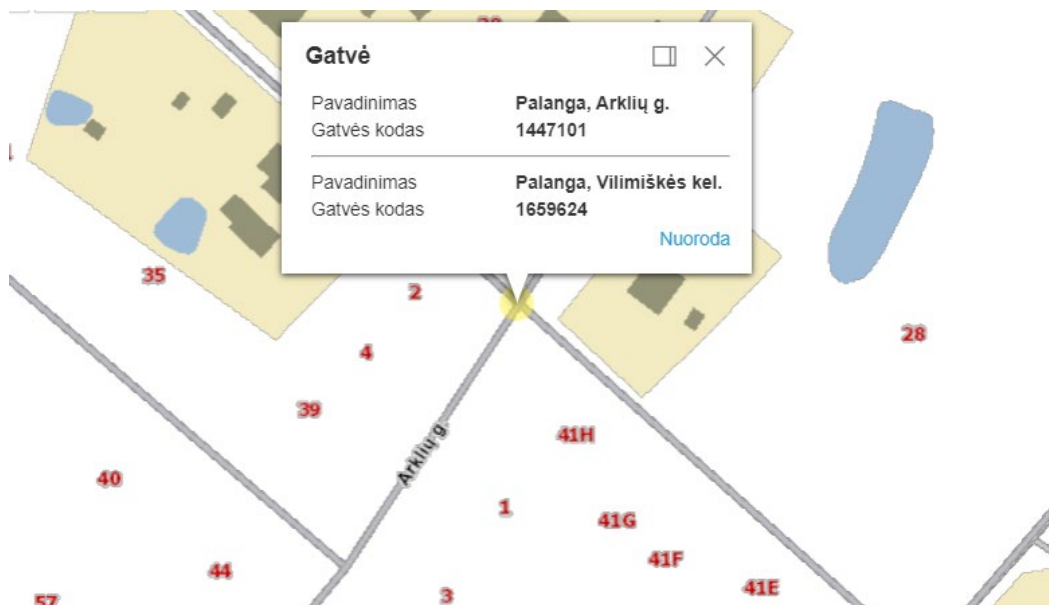 Gatvė
Pavadinimas Palanga, Arklių g.
Gatvės kodas 1447101
Pavadinimas Palanga, Vilimiškės kel.
Gatvės kodas 1659624
Nuoroda
35
2
28
4
39
Arklių g.
41H
40
1
41G
41F
44
41E
3
57